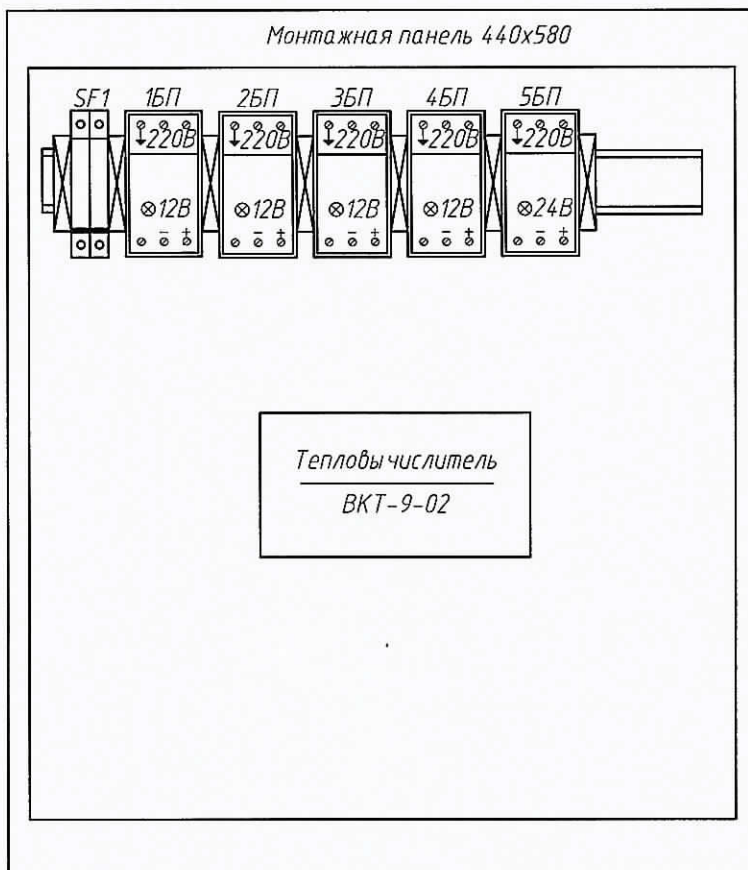 Монтажная панель 440х580
SF1 1БП 2БП 3БП 4БП 5БП
220В 220В 220В 220В 220В
12В 12В 12В 12В 24В
– + – + – + – + – +
Тепловычислитель
ВКТ-9-02